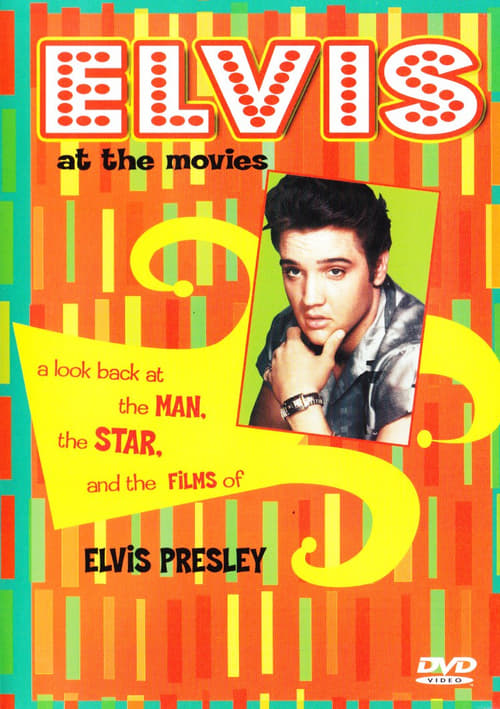 ELVIS
at the movies
a look back at
the MAN,
the STAR,
and the FiLMS of
ELViS PRESLEY
DVD
VIDEO